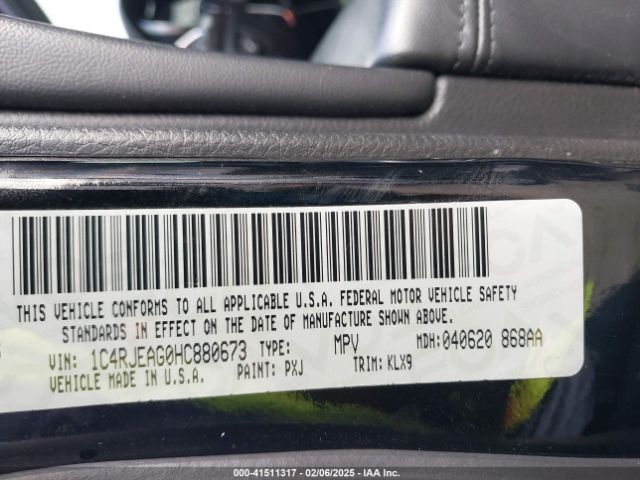 THIS VEHICLE CONFORMS TO ALL APPLICABLE U.S.A. FEDERAL MOTOR VEHICLE SAFETY
STANDARDS IN EFFECT ON THE DATE OF MANUFACTURE SHOWN ABOVE.
VIN: 1C4RJEAG0HC880673 TYPE: MPV MDH: 040620 868AA
VEHICLE MADE IN U.S.A. PAINT: PXJ TRIM: KLX9
000-41511317 | 02/06/2025 | IAA Inc.